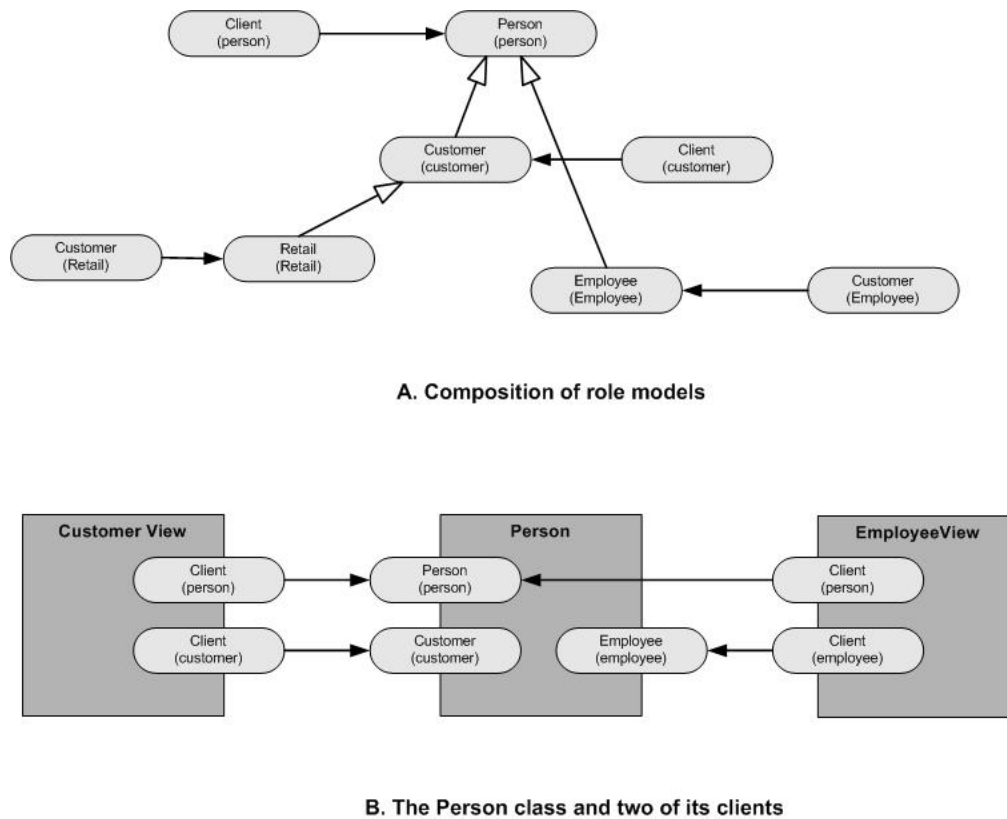 Client
(person)
Person
(person)
Customer
(customer)
Client
(customer)
Customer
(Retail)
Retail
(Retail)
Employee
(Employee)
Customer
(Employee)
A. Composition of role models
Customer View
Person
EmployeeView
Client
(person)
Person
(person)
Client
(person)
Client
(customer)
Customer
(customer)
Employee
(employee)
Client
(employee)
B. The Person class and two of its clients